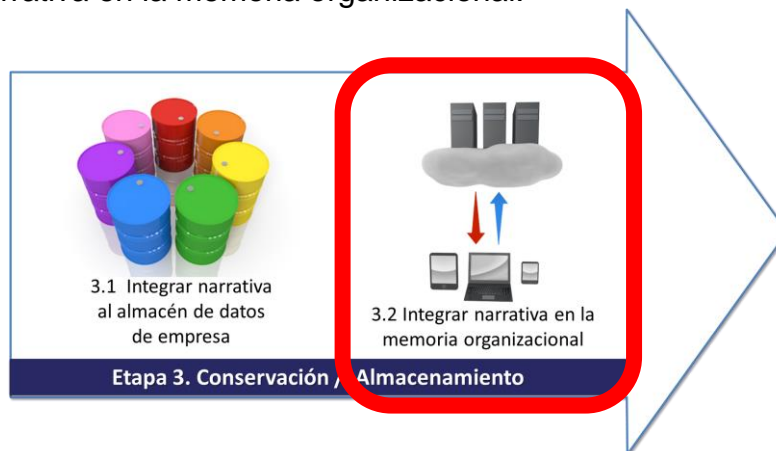 en la memoria organizacional.
3.1 Integrar narrativa
al almacén de datos
de empresa
3.2 Integrar narrativa en la
memoria organizacional
Etapa 3. Conservación / Almacenamiento